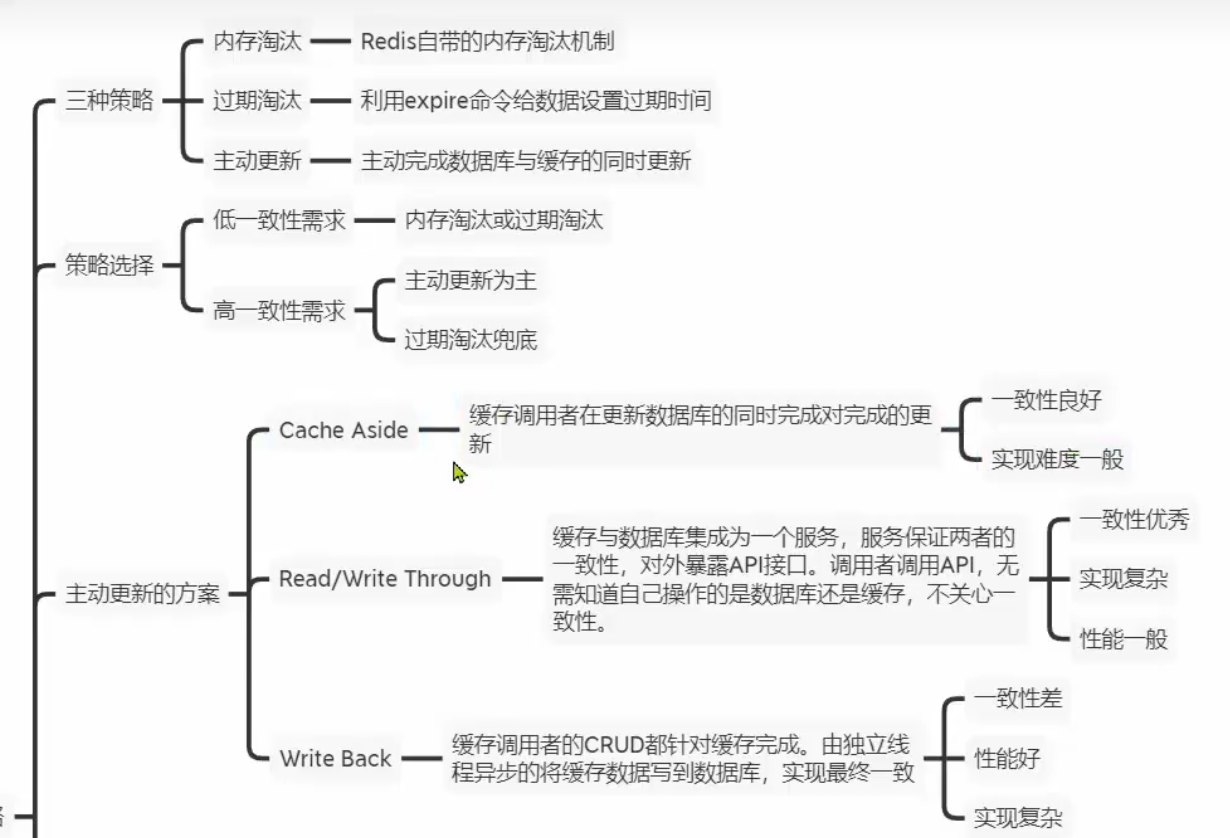 内存淘汰
Redis自带的内存淘汰机制
三种策略
过期淘汰
利用expire命令给数据设置过期时间
主动更新
主动完成数据库与缓存的同时更新
低一致性需求
内存淘汰或过期淘汰
策略选择
高一致性需求
主动更新为主
过期淘汰兜底
Cache Aside
缓存调用者在更新数据库的同时完成对完成的更
新
一致性良好
实现难度一般
主动更新的方案
Read/Write Through
缓存与数据库集成为一个服务，服务保证两者的
一致性，对外暴露API接口。调用者调用API，无
需知道自己操作的是数据库还是缓存，不关心一
致性。
一致性优秀
实现复杂
性能一般
Write Back
缓存调用者的CRUD都针对缓存完成。由独立线
程异步的将缓存数据写到数据库，实现最终一致
一致性差
性能好
实现复杂